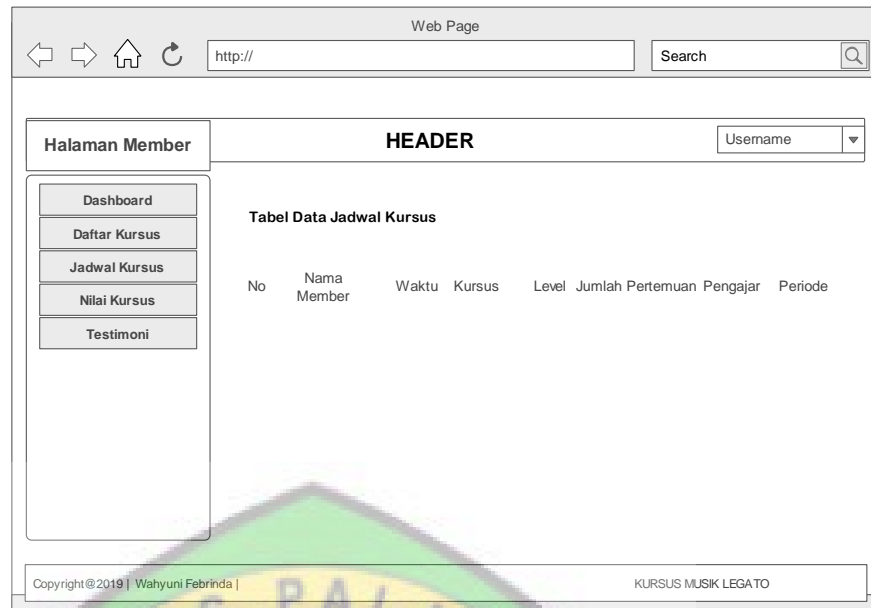 Web Page
http://
Search
Halaman Member
HEADER
Username
Dashboard
Daftar Kursus
Jadwal Kursus
Nilai Kursus
Testimoni
Tabel Data Jadwal Kursus
No Nama Member Waktu Kursus Level Jumlah Pertemuan Pengajar Periode
Copyright@2019 | Wahyuni Febrinda | KURSUS MUSIK LEGATO